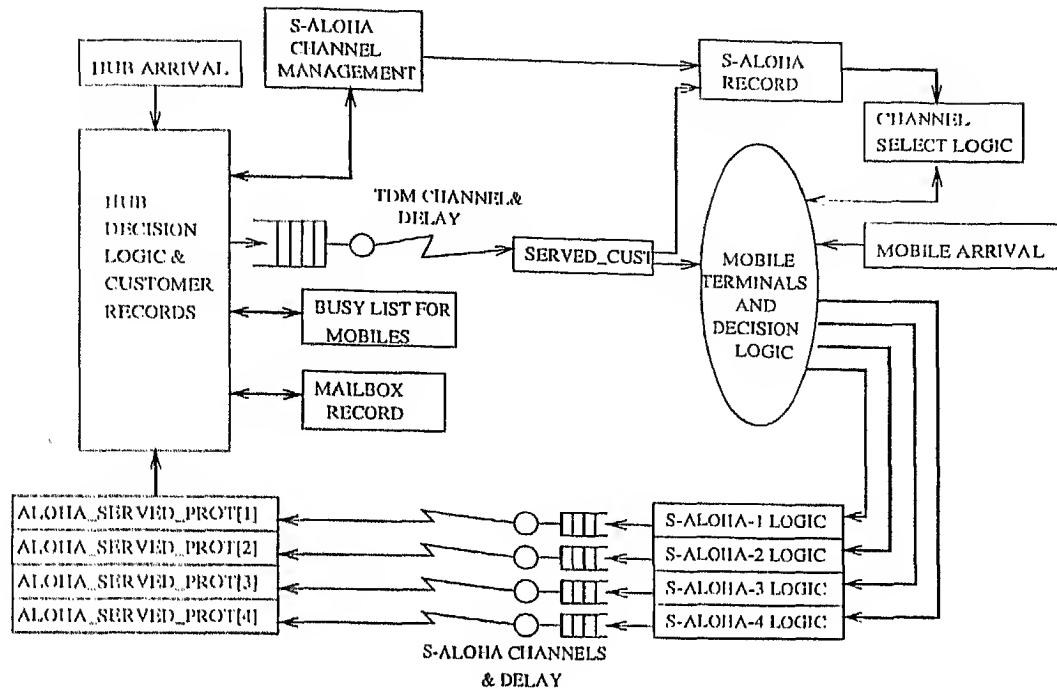 HUB ARRIVAL
S-ALOHA
CHANNEL
MANAGEMENT
S-ALOHA
RECORD
CHANNEL
SELECT LOGIC
HUB
DECISION
LOGIC &
CUSTOMER
RECORDS
TDM CHANNEL&
DELAY
SERVED_CUST
MOBILE
TERMINALS
AND
DECISION
LOGIC
MOBILE ARRIVAL
BUSY LIST FOR
MOBILES
MAILBOX
RECORD
ALOHA_SERVED_PROT[1]
ALOHA_SERVED_PROT[2]
ALOHA_SERVED_PROT[3]
ALOHA_SERVED_PROT[4]
S-ALOHA-1 LOGIC
S-ALOHA-2 LOGIC
S-ALOHA-3 LOGIC
S-ALOHA-4 LOGIC
S-ALOHA CHANNELS
& DELAY